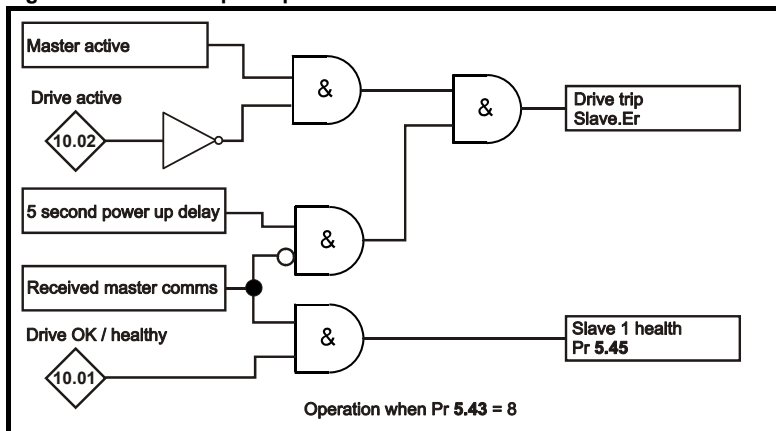 Master active
Drive active
10.02
&
&
Drive trip
Slave.Er
5 second power up delay
&
Received master comms
Drive OK / healthy
10.01
&
Slave 1 health
Pr 5.45
Operation when Pr 5.43 = 8